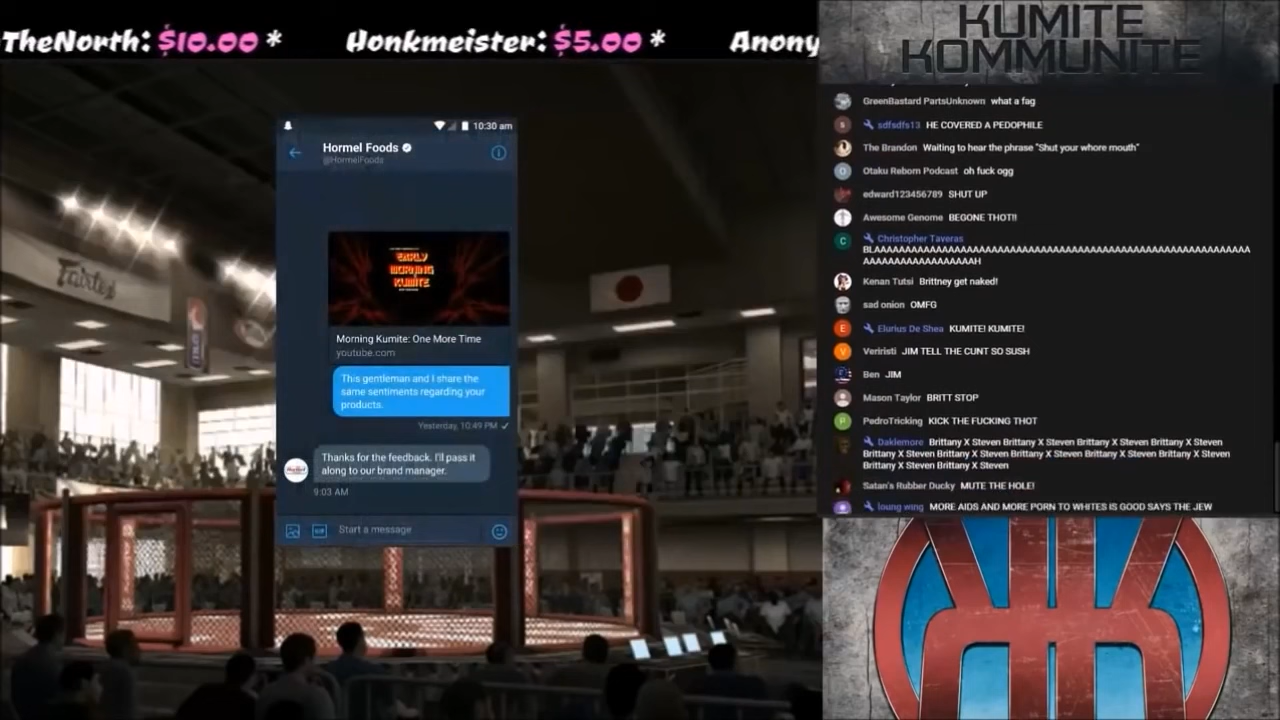 TheNorth: $10.00 * Honkmeister: $5.00 * Anony
KUMITE
KOMMUNITE
GreenBastard PartsUnknown what a fag
sdfsdfs13 HE COVERED A PEDOPHILE
The Brandon Waiting to hear the phrase "Shut your whore mouth"
Otaku Reborn Podcast oh fuck ogg
edward123456789 SHUT UP
Awesome Genome BEGONE THOT!!
Christopher Taveras
BLAAAAAAAAAAAAAAAAAAAAAAAAAAAAAAAAAAAAAAAAAAAAAAAAAAAAAAAAAAAA
AAAAAAAAAAAAAAAAAAAH
Kenan Tutsi Brittney get naked!
sad onion OMFG
Elurius De Shea KUMITE! KUMITE!
Veriristi JIM TELL THE CUNT SO SUSH
Ben JIM
Mason Taylor BRITT STOP
PedroTricking KICK THE FUCKING THOT
Daklemore Brittany X Steven Brittany X Steven Brittany X Steven Brittany X Steven
Brittany X Steven Brittany X Steven Brittany X Steven Brittany X Steven Brittany X Steven
Brittany X Steven Brittany X Steven
Satan's Rubber Ducky MUTE THE HOLE!
loung wing MORE AIDS AND MORE PORN TO WHITES IS GOOD SAYS THE JEW
10:30 am
Hormel Foods
@HormelFoods
EARLY
MORNING
KUMITE
Morning Kumite: One More Time
youtube.com
This gentleman and I share the
same sentiments regarding your
products.
Yesterday, 10:49 PM
Thanks for the feedback. I'll pass it
along to our brand manager.
9:03 AM
GIF
Start a message
Fairtex